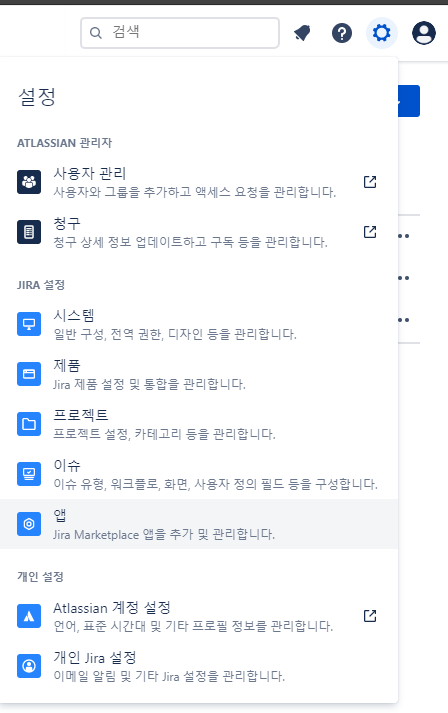 검색
설정
ATLASSIAN 관리자
사용자 관리
사용자와 그룹을 추가하고 액세스 요청을 관리합니다.
청구
청구 상세 정보 업데이트하고 구독 등을 관리합니다.
JIRA 설정
시스템
일반 구성, 전역 권한, 디자인 등을 관리합니다.
제품
Jira 제품 설정 및 통합을 관리합니다.
프로젝트
프로젝트 설정, 카테고리 등을 관리합니다.
이슈
이슈 유형, 워크플로, 화면, 사용자 정의 필드 등을 구성합니다.
앱
Jira Marketplace 앱을 추가 및 관리합니다.
개인 설정
Atlassian 계정 설정
언어, 표준 시간대 및 기타 프로필 정보를 관리합니다.
개인 Jira 설정
이메일 알림 및 기타 Jira 설정을 관리합니다.